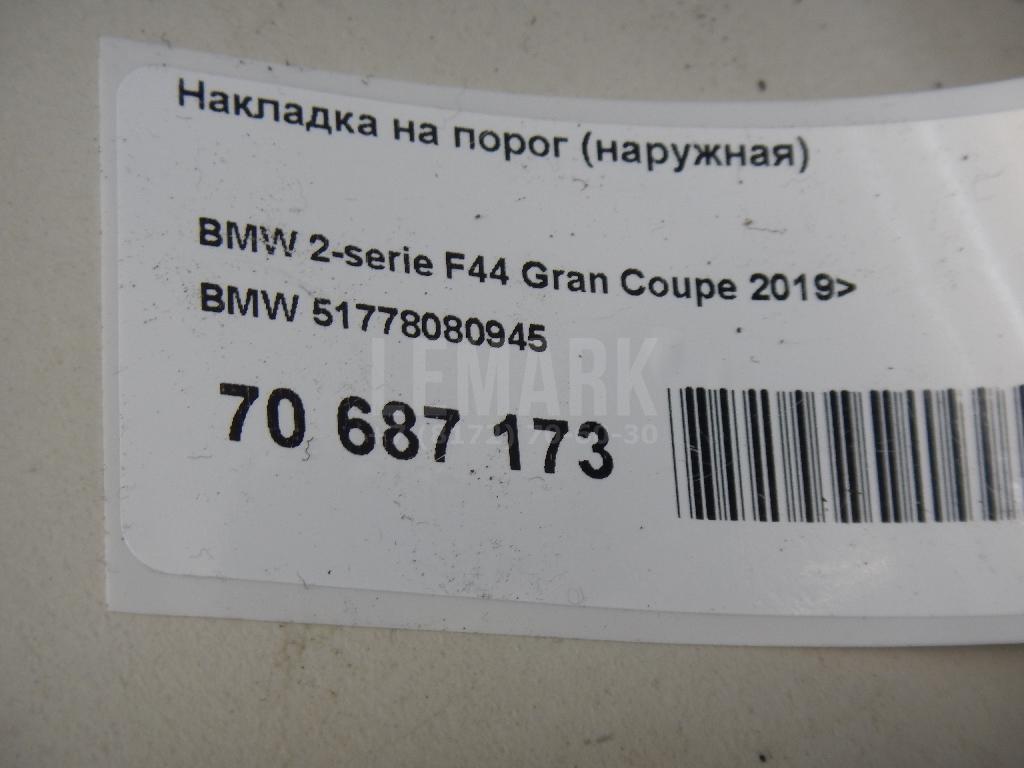 Накладка на порог (наружная)
BMW 2-serie F44 Gran Coupe 2019>
BMW 51778080945
LEMARK
70 687 173